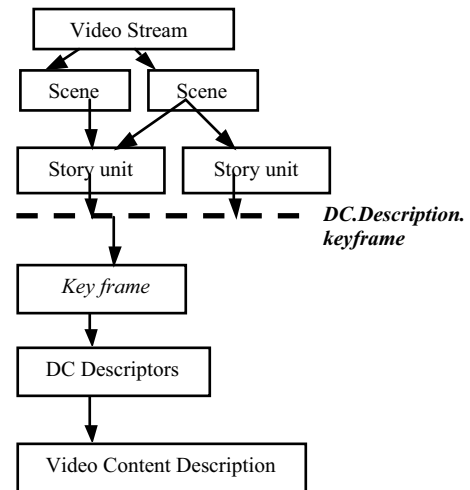 Video Stream
Scene
Scene
Story unit
Story unit
DC.Description.
keyframe
Key frame
DC Descriptors
Video Content Description